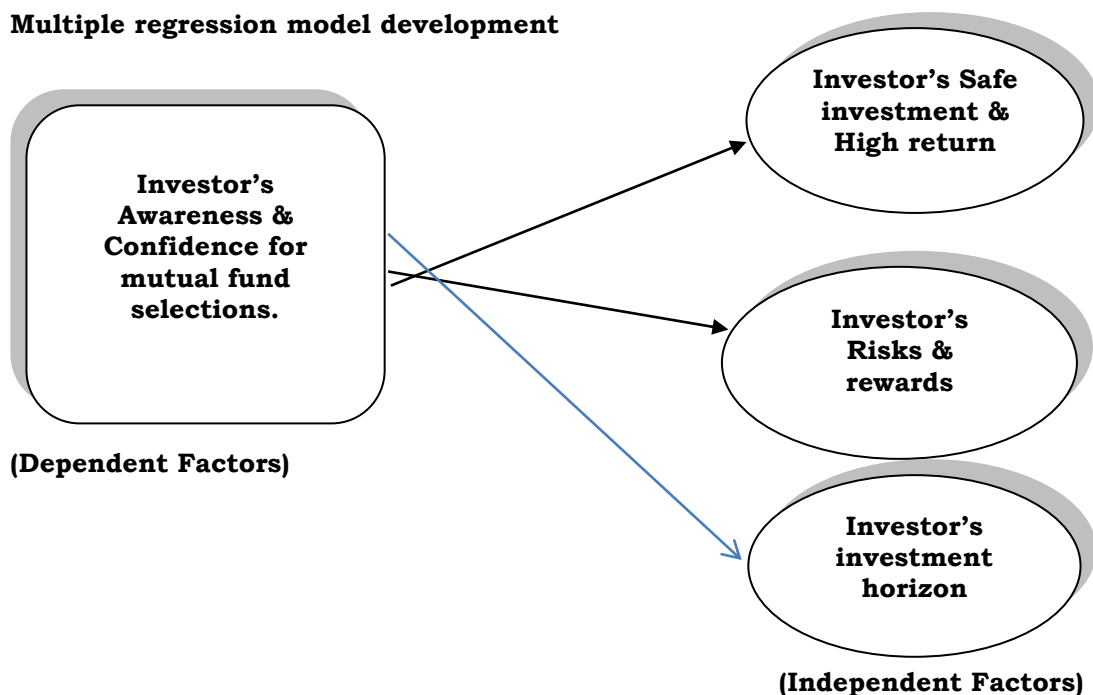 Multiple regression model development
Investor’s Safe
investment &
High return
Investor’s
Awareness &
Confidence for
mutual fund
selections.
Investor’s
Risks &
rewards
(Dependent Factors)
Investor’s
investment
horizon
(Independent Factors)